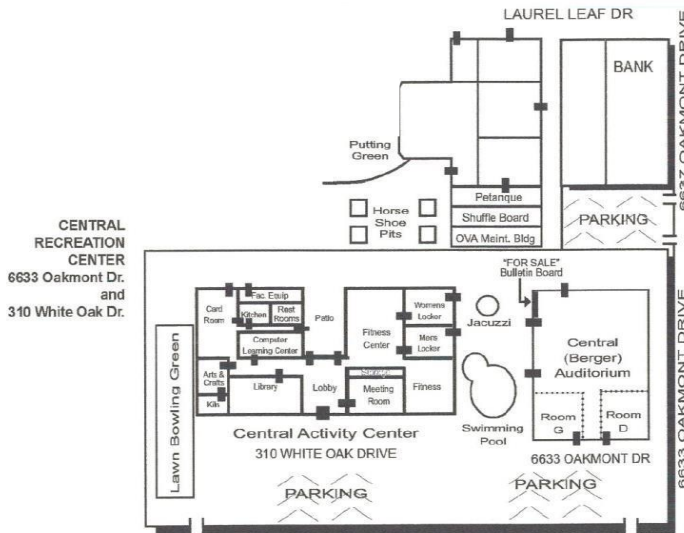 LAUREL LEAF DR
BANK
6637 OAKMONT DRIVE
Putting
Green
Petanque
Shuffle Board
OVA Maint. Bldg
PARKING
Horse
Shoe
Pits
CENTRAL
RECREATION
CENTER
6633 Oakmont Dr.
and
310 White Oak Dr.
"FOR SALE"
Bulletin Board
Card
Room
Fac. Equip
Kitchen
Rest
Rooms
Patio
Computer
Learning Center
Fitness
Center
Womens
Locker
Mens
Locker
Jacuzzi
Central
(Berger)
Auditorium
Arts &
Crafts
Kiln
Library
Lobby
Storage
Meeting
Room
Fitness
Swimming
Pool
Room
G
Room
D
Lawn Bowling Green
Central Activity Center
310 WHITE OAK DRIVE
6633 OAKMONT DR
PARKING
PARKING
6633 OAKMONT DRIVE